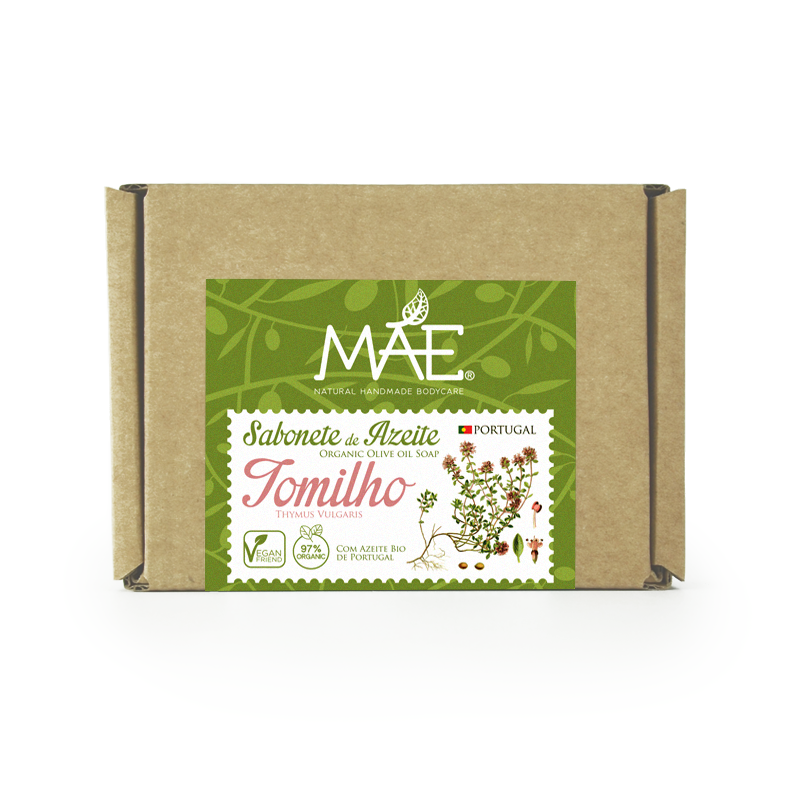 MÃE®
NATURAL HANDMADE BODYCARE
Sabonete de Azeite
PORTUGAL
ORGANIC OLIVE OIL SOAP
Tomilho
THYMUS VULGARIS
VEGAN
FRIEND
97%
ORGANIC
COM AZEITE BIO
DE PORTUGAL